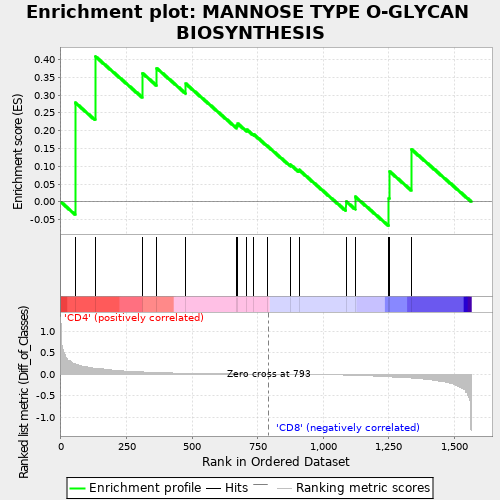 Enrichment plot: MANNOSE TYPE O-GLYCAN
BIOSYNTHESIS
Enrichment score (ES)
0.40
0.35
0.30
0.25
0.20
0.15
0.10
0.05
0.00
-0.05
'CD4' (positively correlated)
Ranked list metric (Diff_of_Classes)
1.0
0.5
0.0
-0.5
-1.0
Zero cross at 793
'CD8' (negatively correlated)
0 250 500 750 1,000 1,250 1,500
Rank in Ordered Dataset
Enrichment profile Hits Ranking metric scores